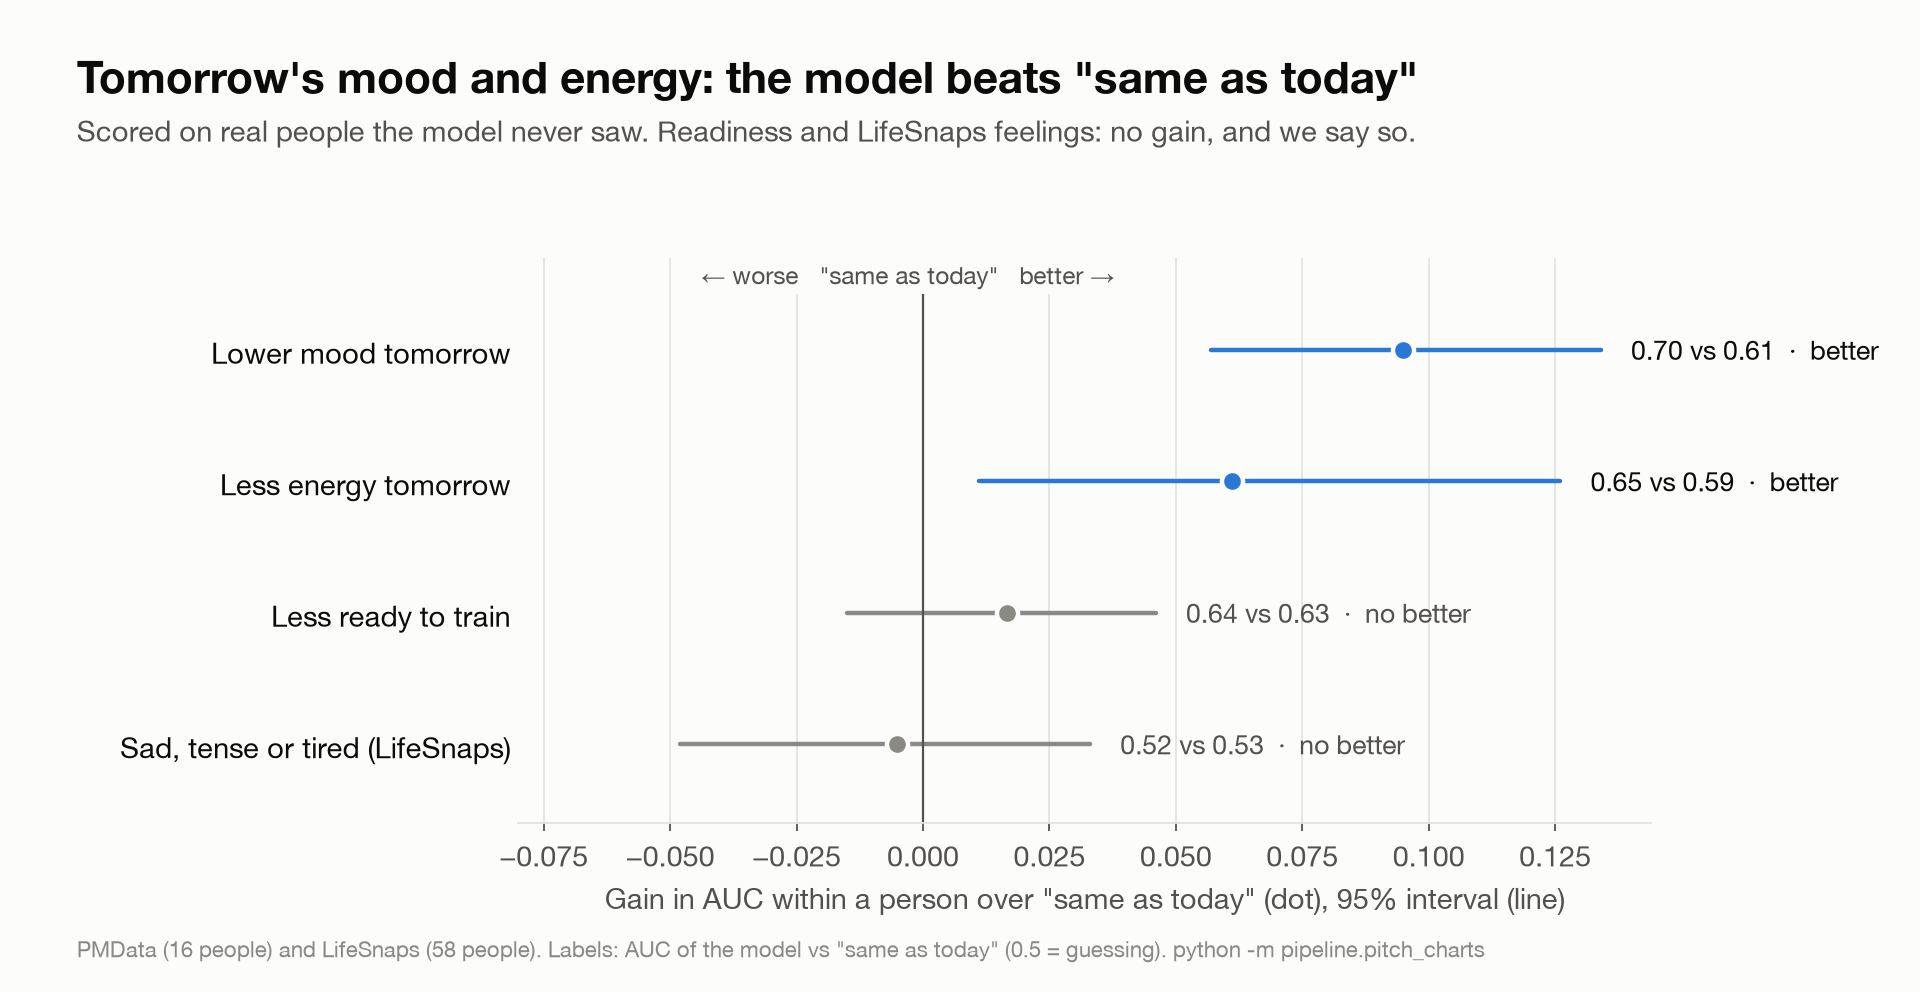 Tomorrow's mood and energy: the model beats "same as today"
Scored on real people the model never saw. Readiness and LifeSnaps feelings: no gain, and we say so.
← worse "same as today" better →
Lower mood tomorrow 0.70 vs 0.61 · better
Less energy tomorrow 0.65 vs 0.59 · better
Less ready to train 0.64 vs 0.63 · no better
Sad, tense or tired (LifeSnaps) 0.52 vs 0.53 · no better
−0.075 −0.050 −0.025 0.000 0.025 0.050 0.075 0.100 0.125
Gain in AUC within a person over "same as today" (dot), 95% interval (line)
PMData (16 people) and LifeSnaps (58 people). Labels: AUC of the model vs "same as today" (0.5 = guessing). python -m pipeline.pitch_charts